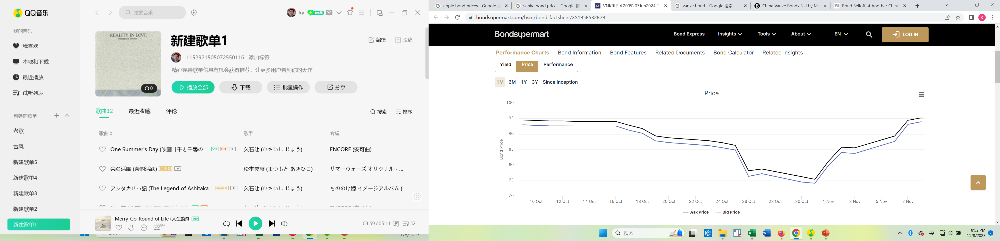 QQ音乐
搜索音乐
ky
Lv6年
我的音乐
我喜欢
本地和下载
最近播放
试听列表
创建的歌单
老歌
古风
新建歌单5
新建歌单4
新建歌单3
新建歌单2
新建歌单1
REALITY IN LOVE
0
新建歌单1
编辑
投稿
1152921505072550116 添加标签
精心完善歌单信息有机会获得推荐，让更多用户看到你的大作
播放全部
下载
批量操作
分享
歌曲32
最近收藏
评论
搜索
排序
歌曲
歌手
专辑
One Summer's Day (映画「千と千尋の... VIP SQ
久石让 (ひさいし じょう)
ENCORE (安可曲)
栄の活躍 (荣的活跃) 臻品母带
松本晃彦 (まつもと あきひこ)
サマーウォーズ オリジナル・...
アシタカせっ記 (The Legend of Ashitaka... 臻品母带
久石让 (ひさいし じょう)
もののけ姫 イメージアルバム (...
Merry-Go-Round of Life (人生旋转 VIP
999+
03:59 / 05:11 词 32
11/8/2023
apple bond prices - Google 搜
vanke bond price - Google 搜
VNKRLE 4.200% 07Jun2024 C
vanke bond - Google 搜索
China Vanke Bonds Fall by Mo
Bond Selloff at Another China
bondsupermart.com/bsm/bond-factsheet/XS1958532829
K
Bondsupermart
Bond Express
Insights
Tools
About
EN
LOG IN
Performance Charts
Bond Information
Bond Features
Related Documents
Bond Calculator
Related Insights
Yield
Price
Performance
1M
6M
1Y
3Y
Since Inception
Price
Bond Price
100
95
90
85
80
75
70
10 Oct
12 Oct
14 Oct
16 Oct
18 Oct
20 Oct
22 Oct
24 Oct
26 Oct
28 Oct
30 Oct
1 Nov
3 Nov
5 Nov
7 Nov
Ask Price
Bid Price
搜索
英
8:52 PM
11/8/2023
7